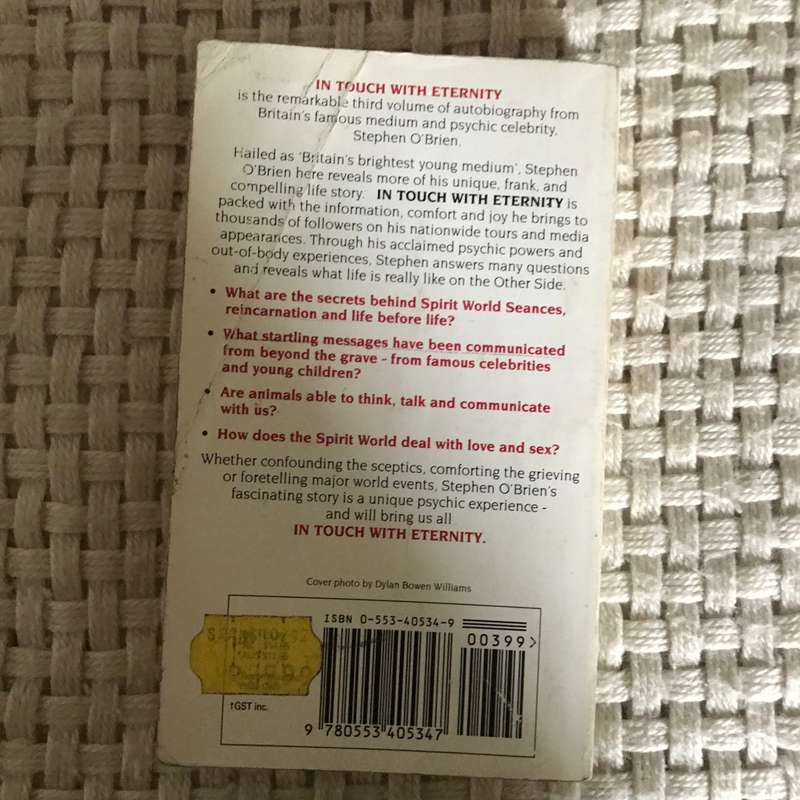 IN TOUCH WITH ETERNITY
is the remarkable third volume of autobiography from
Britain's famous medium and psychic celebrity,
Stephen O'Brien.
Hailed as 'Britain's brightest young medium', Stephen
O'Brien here reveals more of his unique, frank, and
compelling life story. IN TOUCH WITH ETERNITY is
packed with the information, comfort and joy he brings to
thousands of followers on his nationwide tours and media
appearances. Through his acclaimed psychic powers and
out-of-body experiences, Stephen answers many questions
and reveals what life is really like on the Other Side.
• What are the secrets behind Spirit World Seances,
reincarnation and life before life?
• What startling messages have been communicated
from beyond the grave - from famous celebrities
and young children?
• Are animals able to think, talk and communicate
with us?
• How does the Spirit World deal with love and sex?
Whether confounding the sceptics, comforting the grieving
or foretelling major world events, Stephen O'Brien's
fascinating story is a unique psychic experience -
and will bring us all
IN TOUCH WITH ETERNITY.
Cover photo by Dylan Bowen Williams
ISBN 0-553-40534-9
00399>
†GST inc.
9 780553 405347